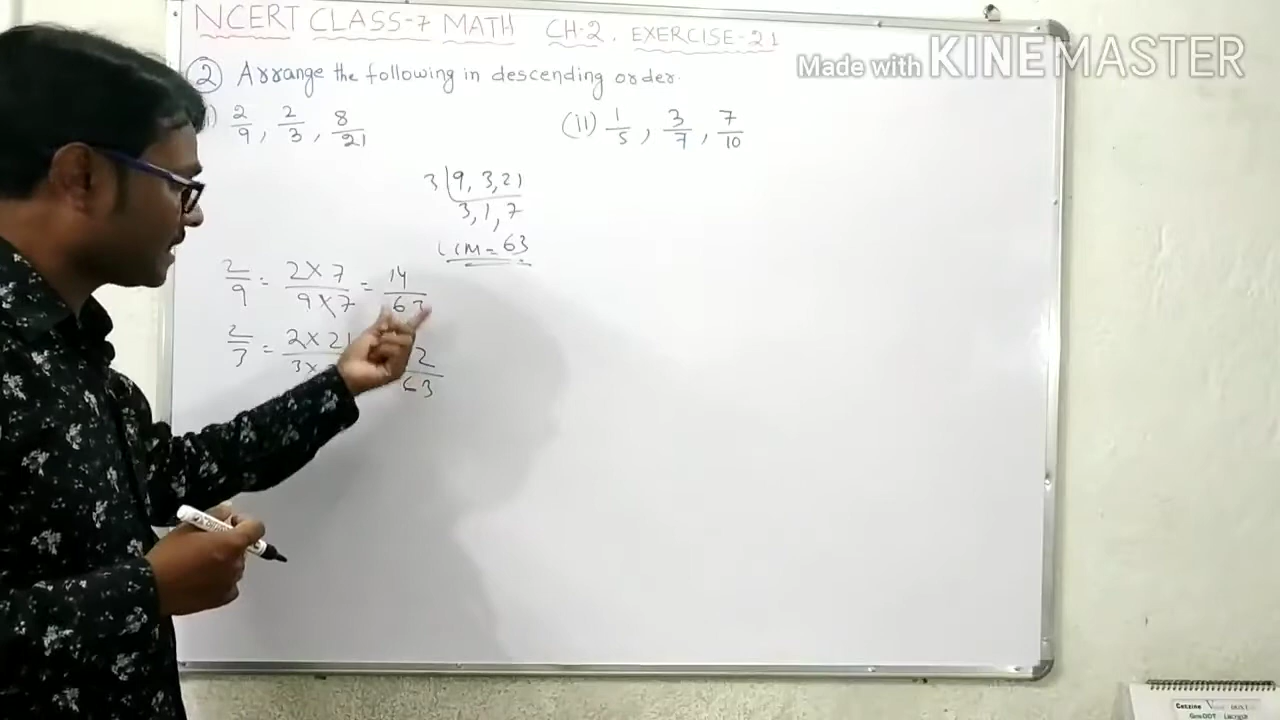 NCERT CLASS-7 MATH CH-2. EXERCISE-21
Made with KINEMASTER
② Arrange the following in descending order.
) 2/9, 2/3, 8/21
(ii) 1/5, 3/7, 7/10
3 | 9, 3, 21
3, 1, 7
LCM = 63
2/9 = 2×7/9×7 = 14/63
2/3 = 2×21/3× 2/63